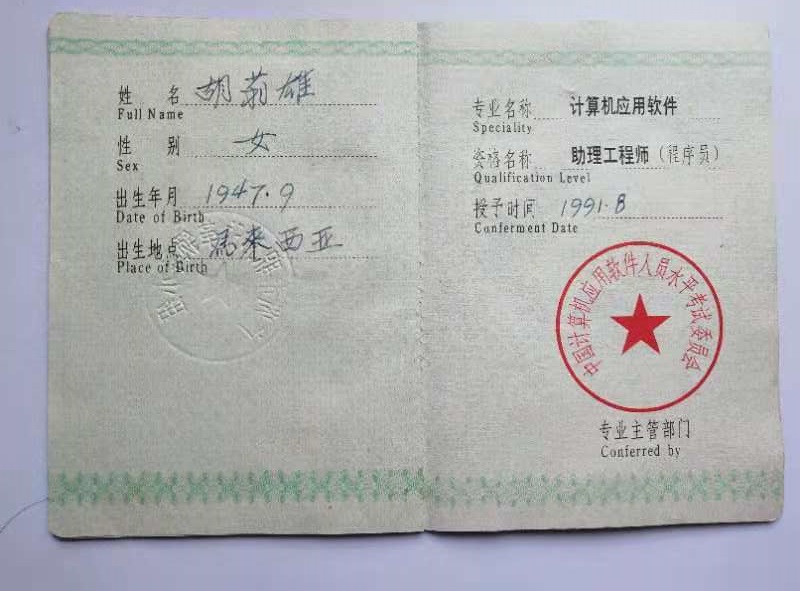 姓 名 胡菊雄
Full Name
性 别 女
Sex
出生年月 1947.9
Date of Birth
出生地点 馬来西亚
Place of Birth
专业名称 计算机应用软件
Speciality
资格名称 助理工程师（程序员）
Qualification Level
授予时间 1991.8
Conferment Date
中国计算机应用软件人员水平考试委员会
专业主管部门
Conferred by